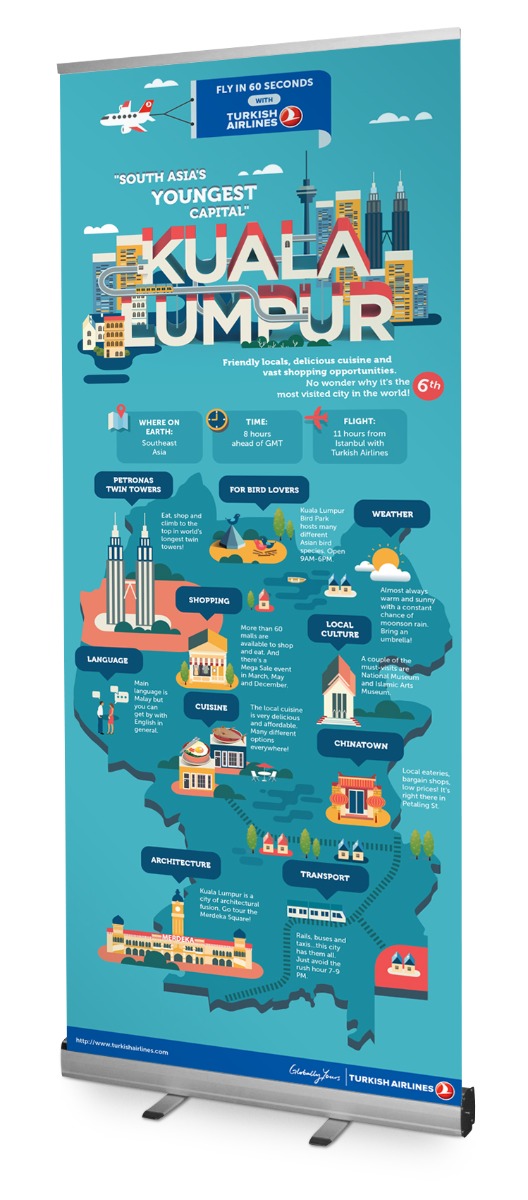 FLY IN 60 SECONDS
WITH
TURKISH
AIRLINES
"SOUTH ASIA'S
YOUNGEST
CAPITAL"
KUALA
LUMPUR
Friendly locals, delicious cuisine and
vast shopping opportunities.
No wonder why it's the
most visited city in the world!
6th
WHERE ON
EARTH:
Southeast
Asia
TIME:
8 hours
ahead of GMT
FLIGHT:
11 hours from
Istanbul with
Turkish Airlines
PETRONAS
TWIN TOWERS
Eat, shop and
climb to the
top in world's
longest twin
towers!
FOR BIRD LOVERS
Kuala Lumpur
Bird Park
hosts many
different
Asian bird
species. Open
9AM-6PM.
WEATHER
Almost always
warm and sunny
with a constant
chance of
moonson rain.
Bring an
umbrella!
SHOPPING
More than 60
malls are
available to shop
and eat. And
there's a
Mega Sale event
in March, May
and December.
LOCAL
CULTURE
A couple of the
must-visits are
National Museum
and Islamic Arts
Museum.
LANGUAGE
Main
language is
Malay but
you can
get by with
English in
general.
CUISINE
The local cuisine
is very delicious
and affordable.
Many different
options
everywhere!
CHINATOWN
Local eateries,
bargain shops,
low prices! It's
right there in
Petaling St.
ARCHITECTURE
Kuala Lumpur is a
city of architectural
fusion. Go tour the
Merdeka Square!
MERDEKA
TRANSPORT
Rails, buses and
taxis...this city
has them all.
Just avoid the
rush hour 7-9
PM.
http://www.turkishairlines.com
Globally Yours
TURKISH AIRLINES